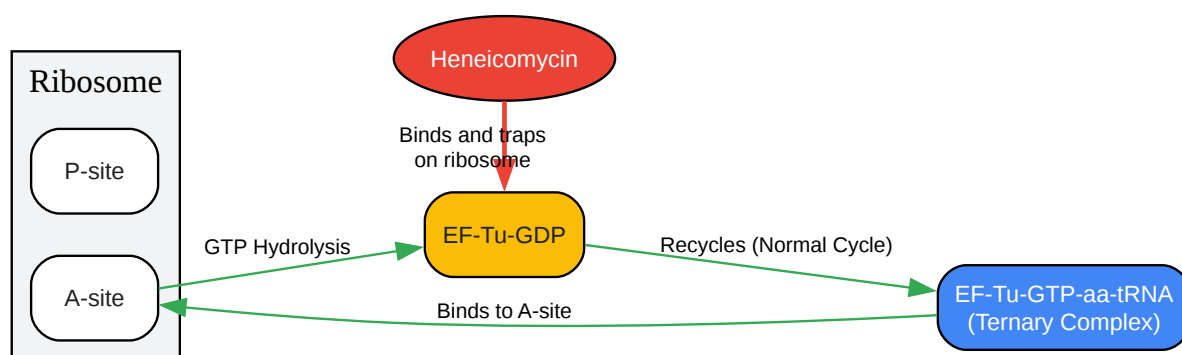 Heneicomycin
Ribosome
P-site
Binds and traps
on ribosome
EF-Tu-GDP
GTP Hydrolysis
Recycles (Normal Cycle)
A-site
Binds to A-site
EF-Tu-GTP-aa-tRNA
(Ternary Complex)